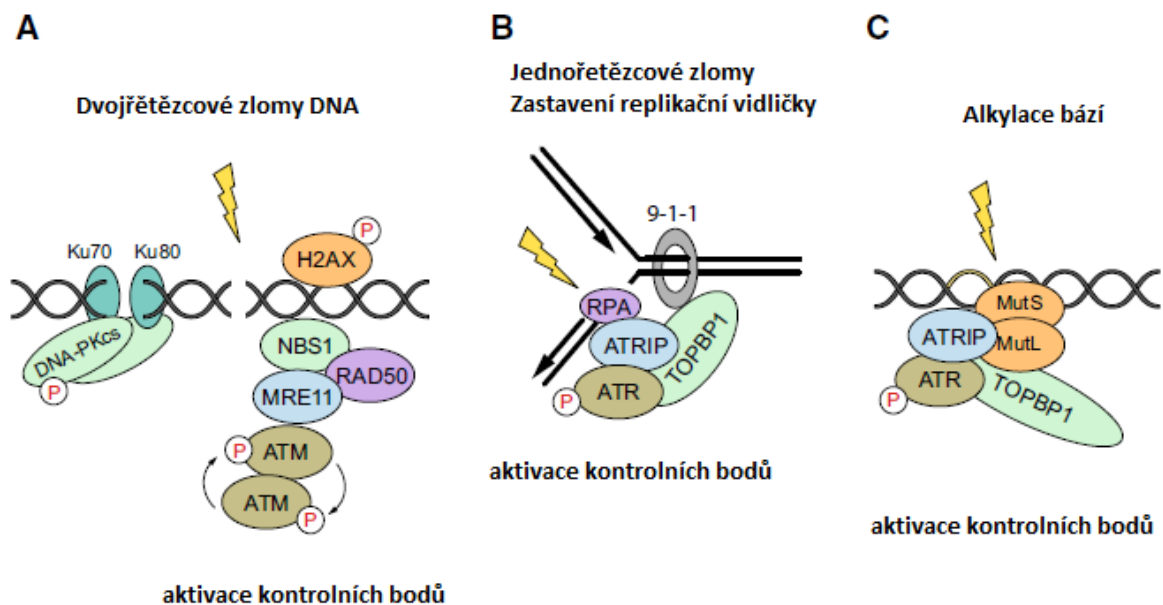 A
Dvojřětězcové zlomy DNA
Ku70
Ku80
DNA-PKcs
P
P
H2AX
NBS1
RAD50
MRE11
P
ATM
ATM
P
aktivace kontrolních bodů
B
Jednořetězcové zlomy
Zastavení replikační vidličky
9-1-1
RPA
ATRIP
TOPBP1
ATR
P
aktivace kontrolních bodů
C
Alkylace bází
MutS
ATRIP
MutL
ATR
P
TOPBP1
aktivace kontrolních bodů